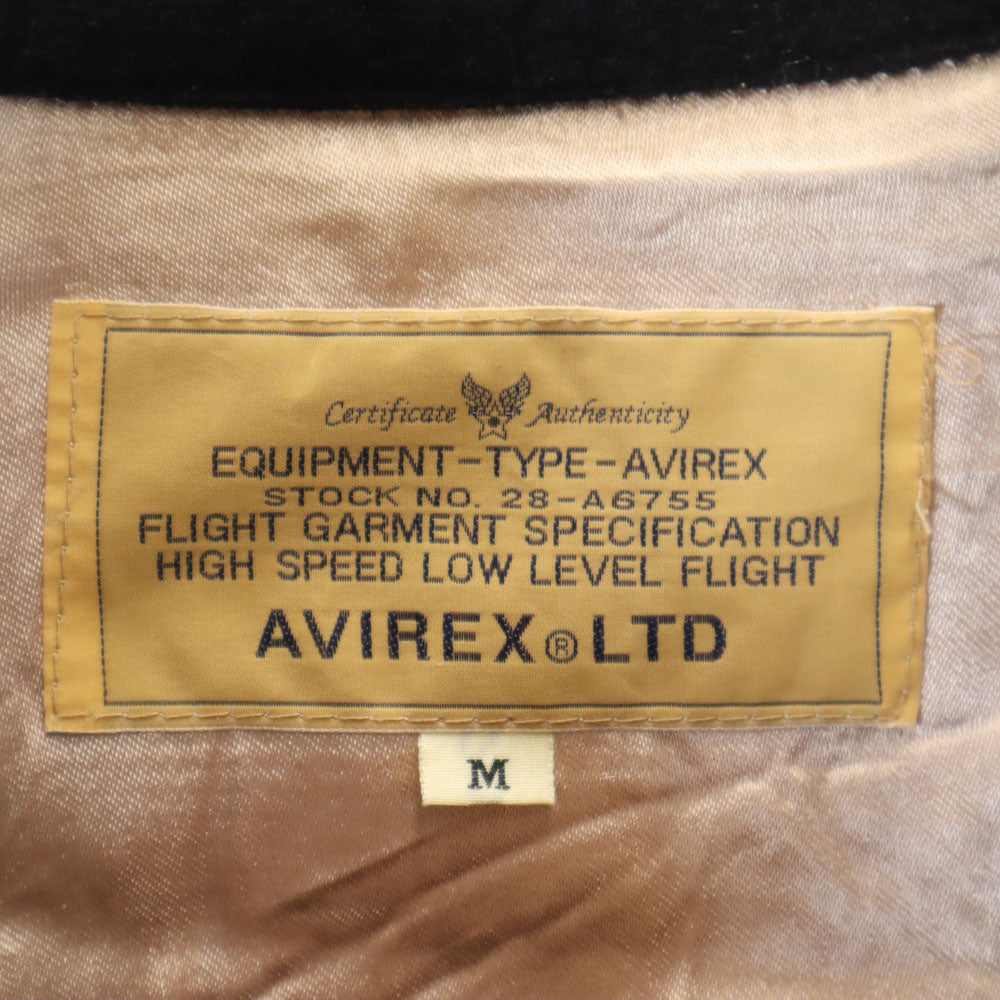 Certificate Authenticity
EQUIPMENT-TYPE-AVIREX
STOCK NO. 28-A6755
FLIGHT GARMENT SPECIFICATION
HIGH SPEED LOW LEVEL FLIGHT
AVIREX® LTD
M